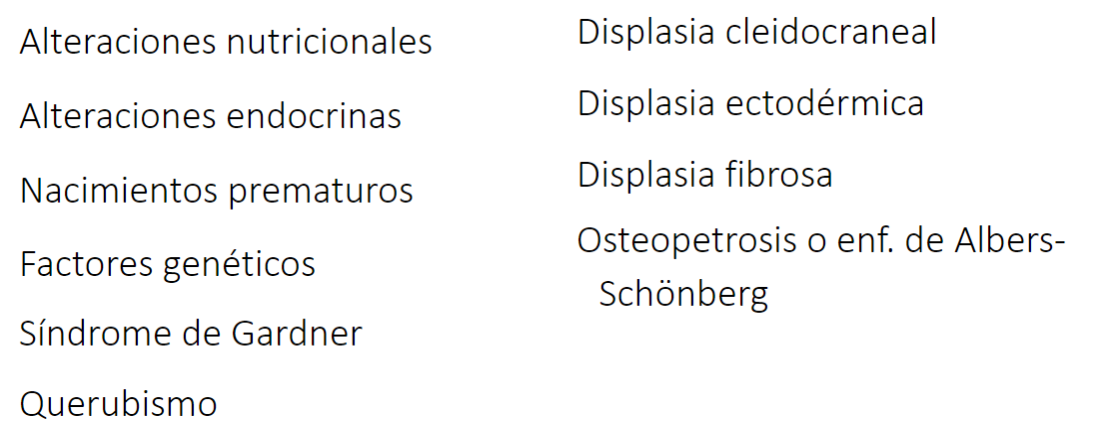 Alteraciones nutricionales
Alteraciones endocrinas
Nacimientos prematuros
Factores genéticos
Síndrome de Gardner
Querubismo
Displasia cleidocraneal
Displasia ectodérmica
Displasia fibrosa
Osteopetrosis o enf. de Albers-
Schönberg